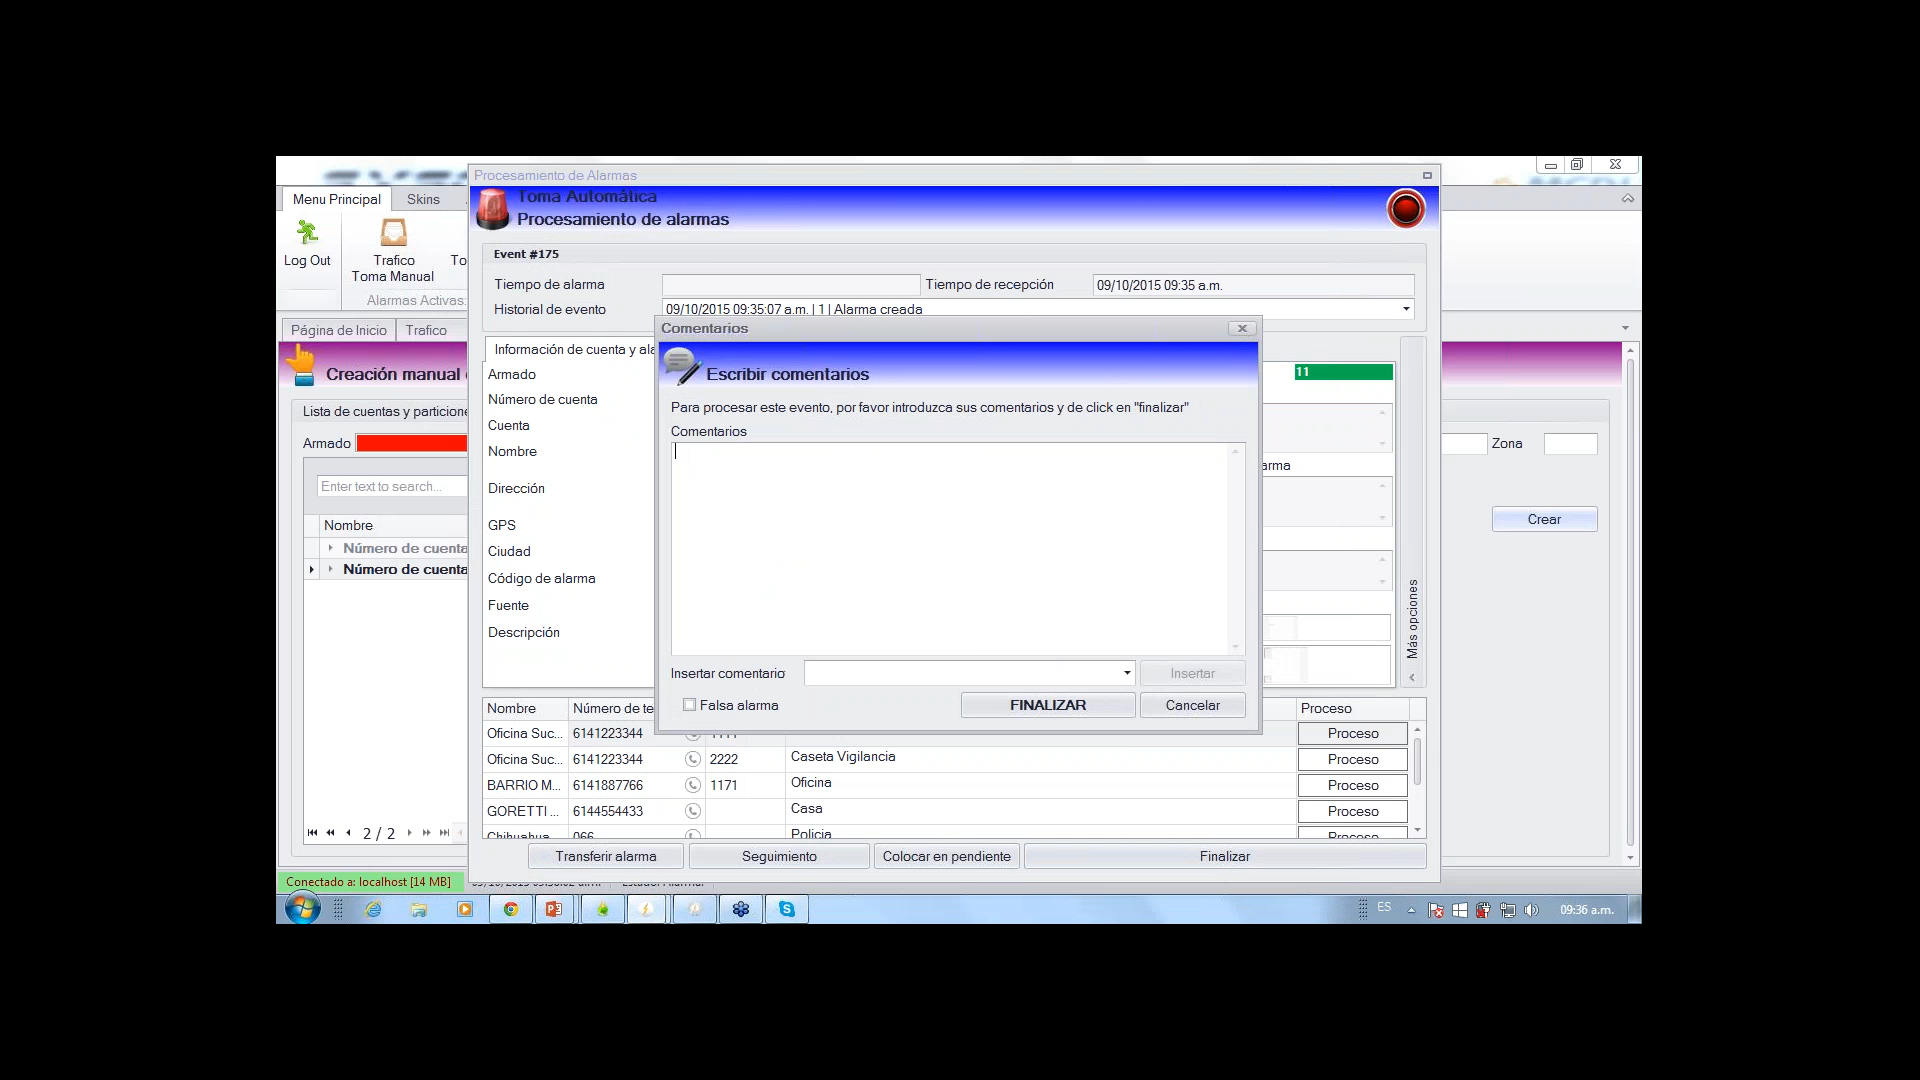 Procesamiento de Alarmas
Menu Principal
Skins
Toma Automática
Procesamiento de alarmas
Log Out
Trafico
Toma Manual
Alarmas Activas:
Event #175
Tiempo de alarma
Tiempo de recepción
09/10/2015 09:35 a.m.
Historial de evento
09/10/2015 09:35:07 a.m. | 1 | Alarma creada
Página de Inicio
Trafico
Creación manual
Comentarios
Escribir comentarios
Para procesar este evento, por favor introduzca sus comentarios y de click en "finalizar"
Comentarios
Insertar comentario
Insertar
Falsa alarma
FINALIZAR
Cancelar
Información de cuenta y ala
Armado
11
Número de cuenta
Cuenta
Nombre
arma
Dirección
GPS
Ciudad
Código de alarma
Fuente
Descripción
Más opciones
Lista de cuentas y particione
Armado
Zona
Enter text to search...
Crear
Nombre
Número de cuenta
Número de cuenta
2 / 2
Nombre
Número de te
Proceso
Oficina Suc...
6141223344
1111
Proceso
Oficina Suc...
6141223344
2222
Caseta Vigilancia
Proceso
BARRIO M...
6141887766
1171
Oficina
Proceso
GORETTI ...
6144554433
Casa
Proceso
Chihuahua
066
Policia
Proceso
Transferir alarma
Seguimiento
Colocar en pendiente
Finalizar
Conectado a: localhost [14 MB]
ES
09:36 a.m.